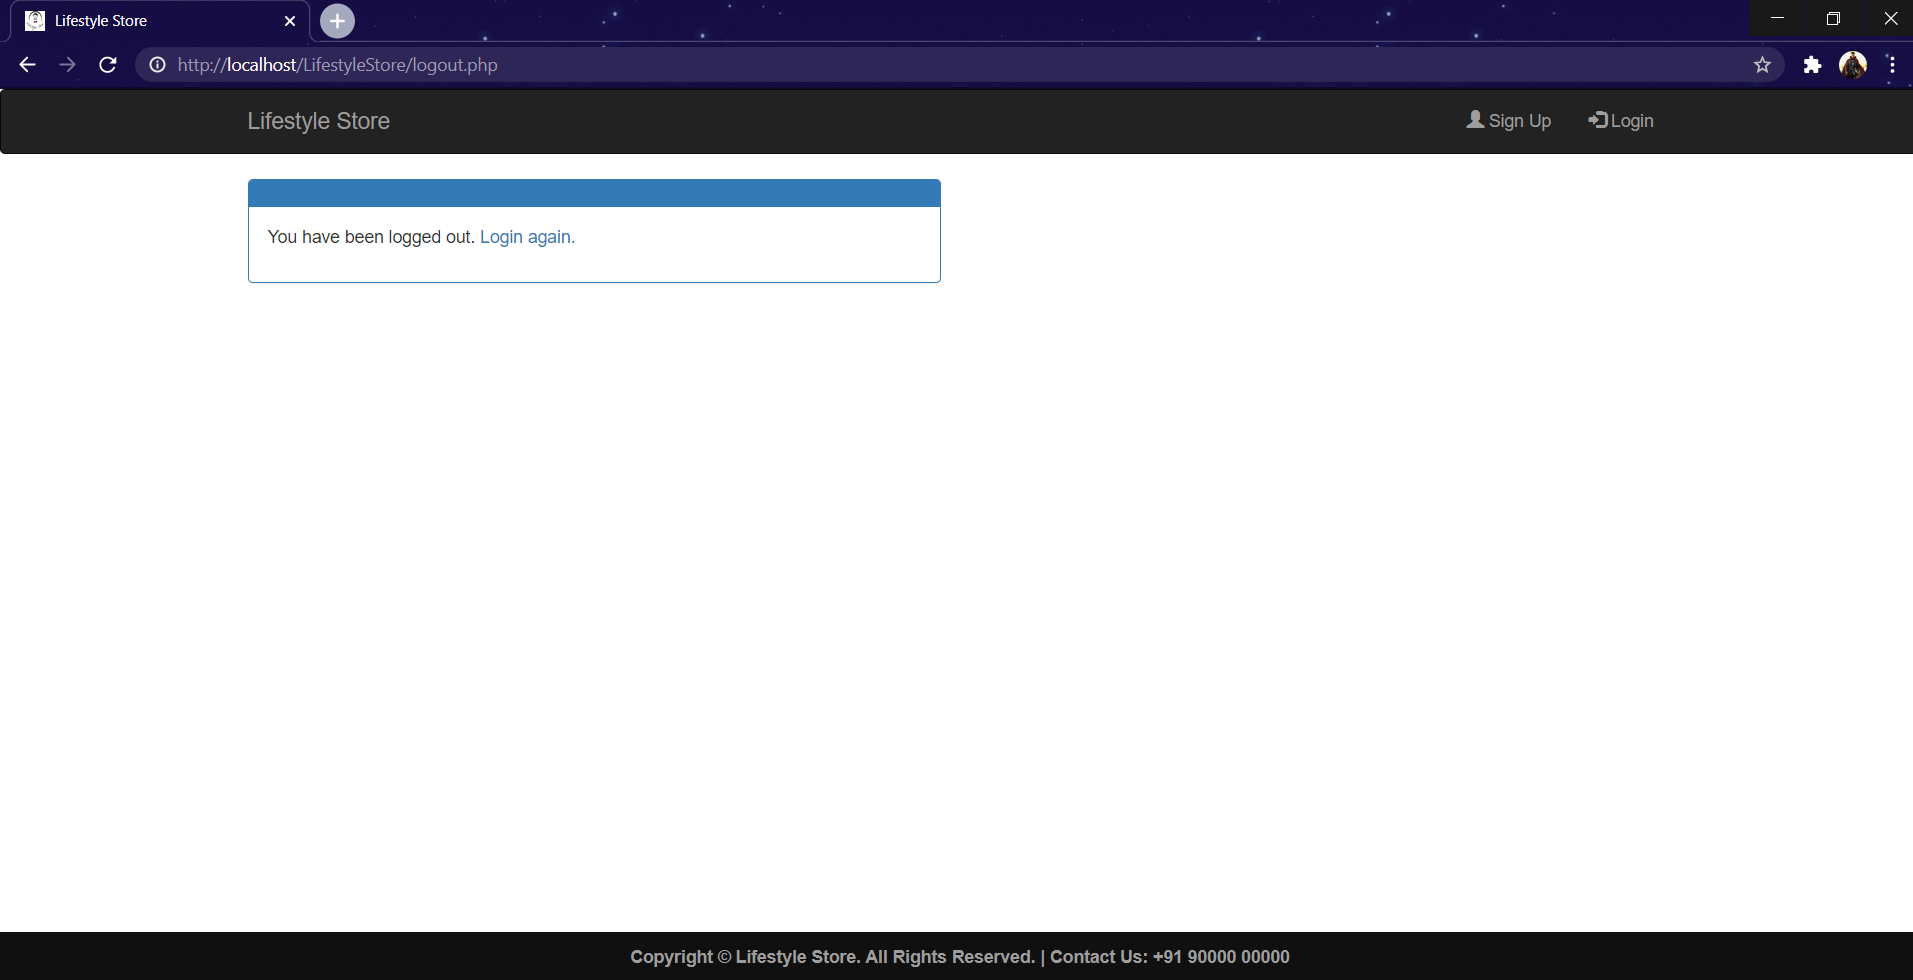 Lifestyle Store
http://localhost/LifestyleStore/logout.php
Lifestyle Store
Sign Up
Login
You have been logged out. Login again.
Copyright © Lifestyle Store. All Rights Reserved. | Contact Us: +91 90000 00000